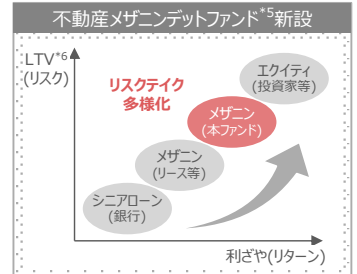 不動産メザニンデットファンド*5新設
LTV*6
(リスク)
リスクテイク
多様化
エクイティ
(投資家等)
メザニン
(本ファンド)
メザニン
(リース等)
シニアローン
(銀行)
利ざや(リターン)